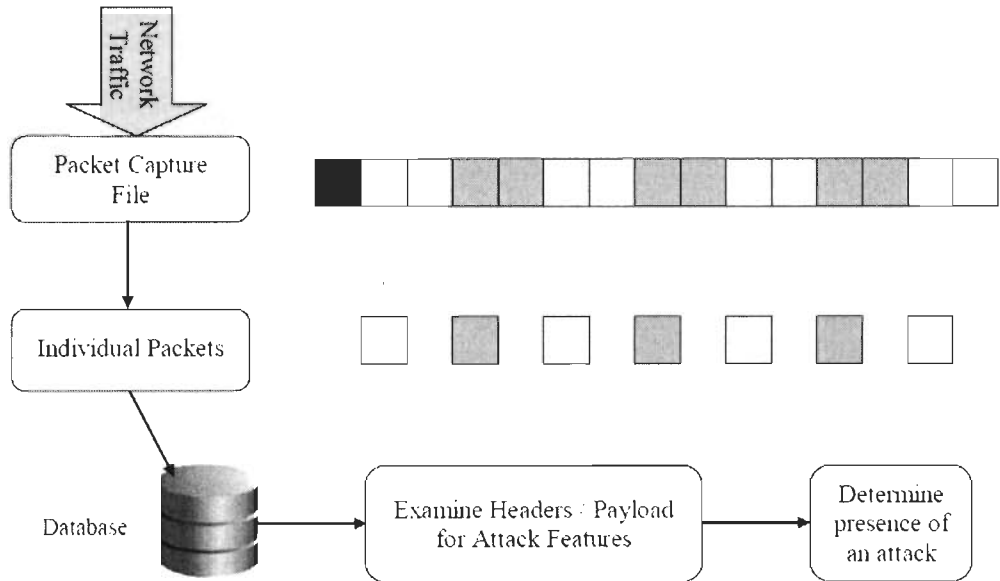 Network
Traffic
Packet Capture
File
Individual Packets
Database
Examine Headers : Payload
for Attack Features
Determine
presence of
an attack